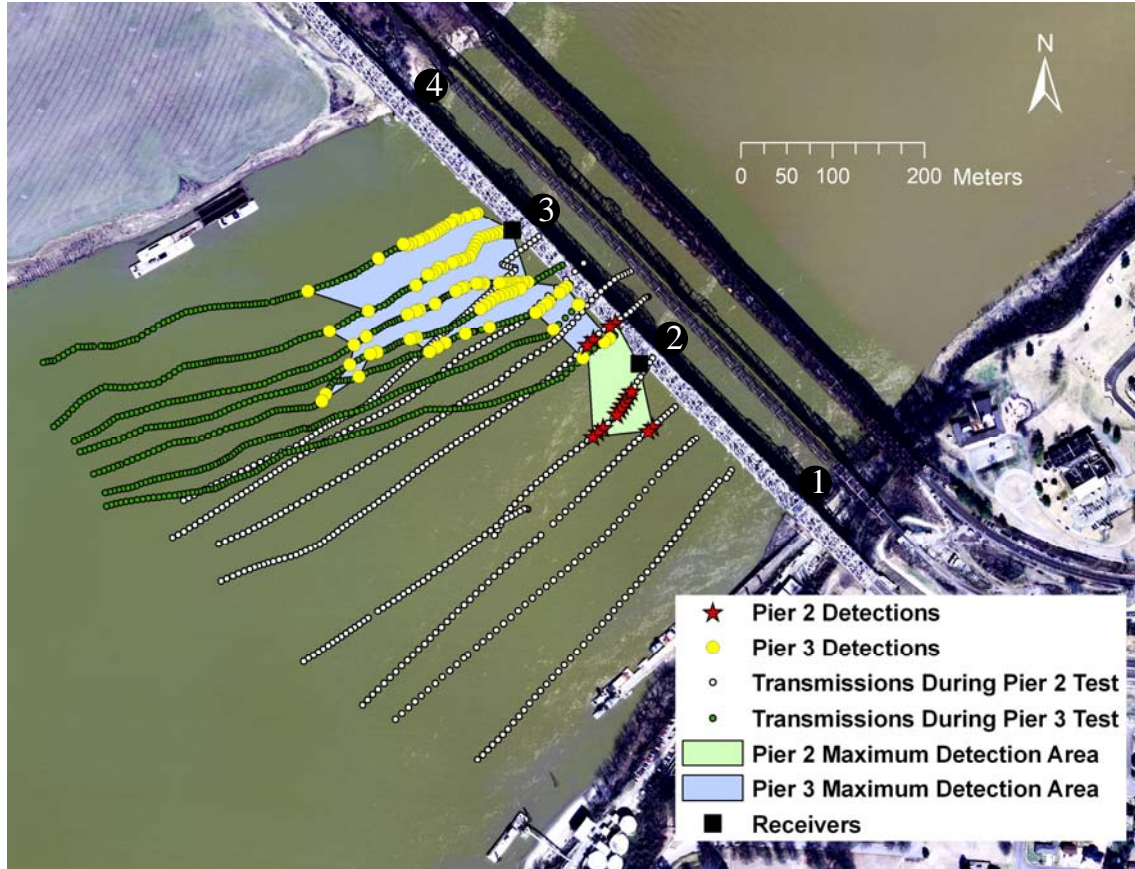 4
N
0 50 100 200 Meters
3
2
1
Pier 2 Detections
Pier 3 Detections
Transmissions During Pier 2 Test
Transmissions During Pier 3 Test
Pier 2 Maximum Detection Area
Pier 3 Maximum Detection Area
Receivers